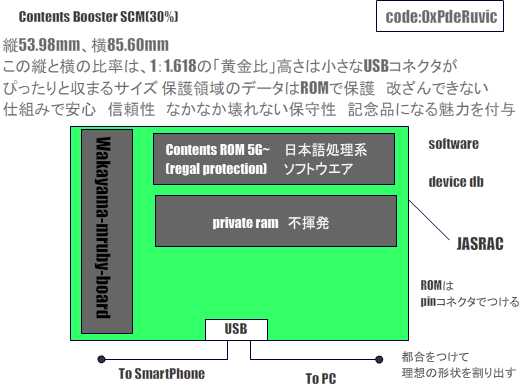 Contents Booster SCM(30%)
code:0xPdeRuvic
縦53.98mm、横85.60mm
この縦と横の比率は、1：1.618の「黄金比」高さは小さなUSBコネクタが
ぴったりと収まるサイズ 保護領域のデータはROMで保護　改ざんできない
仕組みで安心　信頼性　なかなか壊れない保守性　記念品になる魅力を付与
Wakayama-mruby-board
Contents ROM 5G~　日本語処理系
(regal protection)　ソフトウエア
private ram　不揮発
software
device db
JASRAC
ROMは
pinコネクタでつける
USB
To SmartPhone
To PC
都合をつけて
理想の形状を割り出す